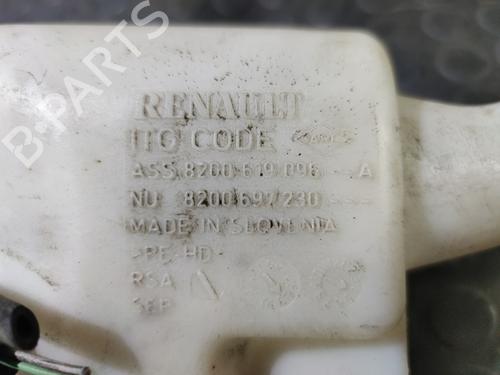 RENAULT
ITO CODE
ASS. 8200 619 096 -- A
NU 8200 697 230 ---
MADE IN SLOVENIA
>PE-HD
RSA
SEP
B-PARTS